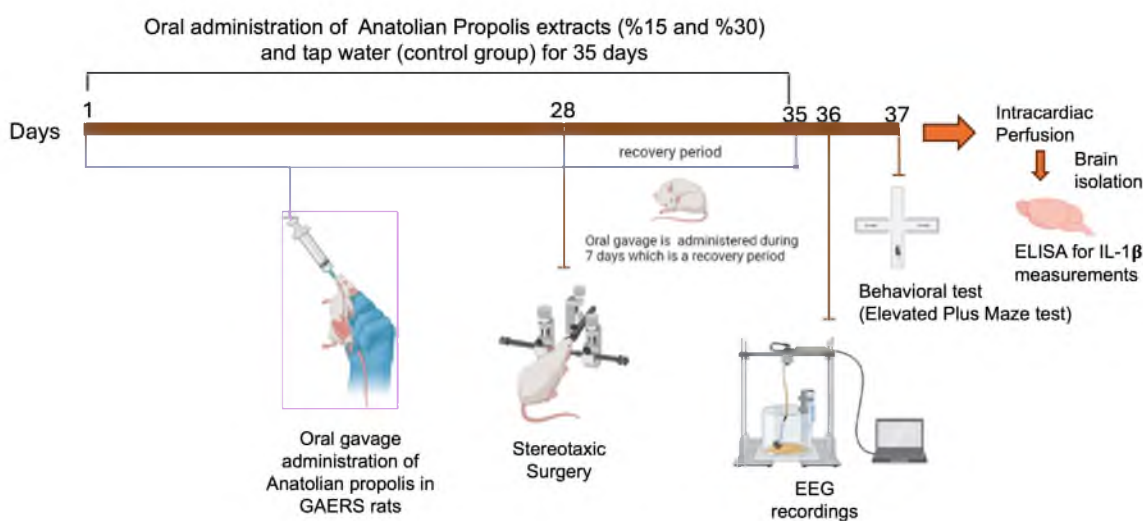 Oral administration of Anatolian Propolis extracts (%15 and %30)
and tap water (control group) for 35 days
Days
1
28
35
36
37
recovery period
Oral gavage is administered during
7 days which is a recovery period
Intracardiac
Perfusion
Brain
isolation
ELISA for IL-1β
measurements
Behavioral test
(Elevated Plus Maze test)
Oral gavage
administration of
Anatolian propolis in
GAERS rats
Stereotaxic
Surgery
EEG
recordings